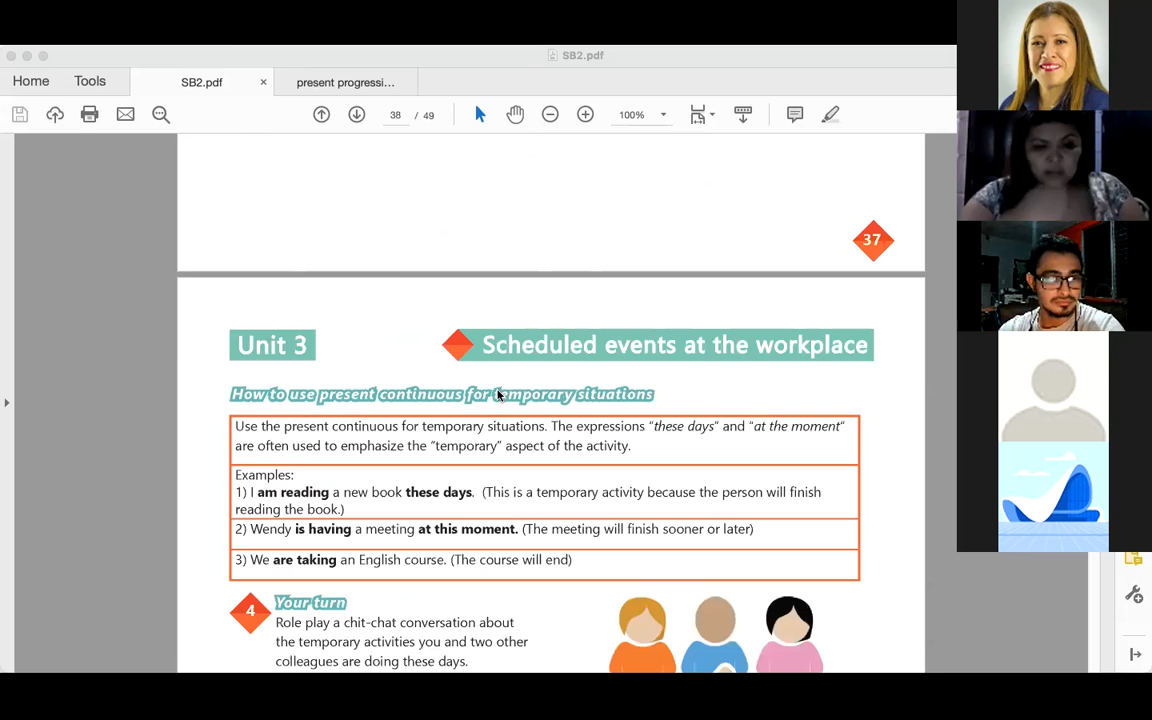 SB2.pdf
Home
Tools
SB2.pdf
×
present progressi...
38 / 49
100%
37
Unit 3
Scheduled events at the workplace
How to use present continuous for temporary situations
Use the present continuous for temporary situations. The expressions "these days" and "at the moment"
are often used to emphasize the "temporary" aspect of the activity.
Examples:
1) I am reading a new book these days. (This is a temporary activity because the person will finish
reading the book.)
2) Wendy is having a meeting at this moment. (The meeting will finish sooner or later)
3) We are taking an English course. (The course will end)
4
Your turn
Role play a chit-chat conversation about
the temporary activities you and two other
colleagues are doing these days.